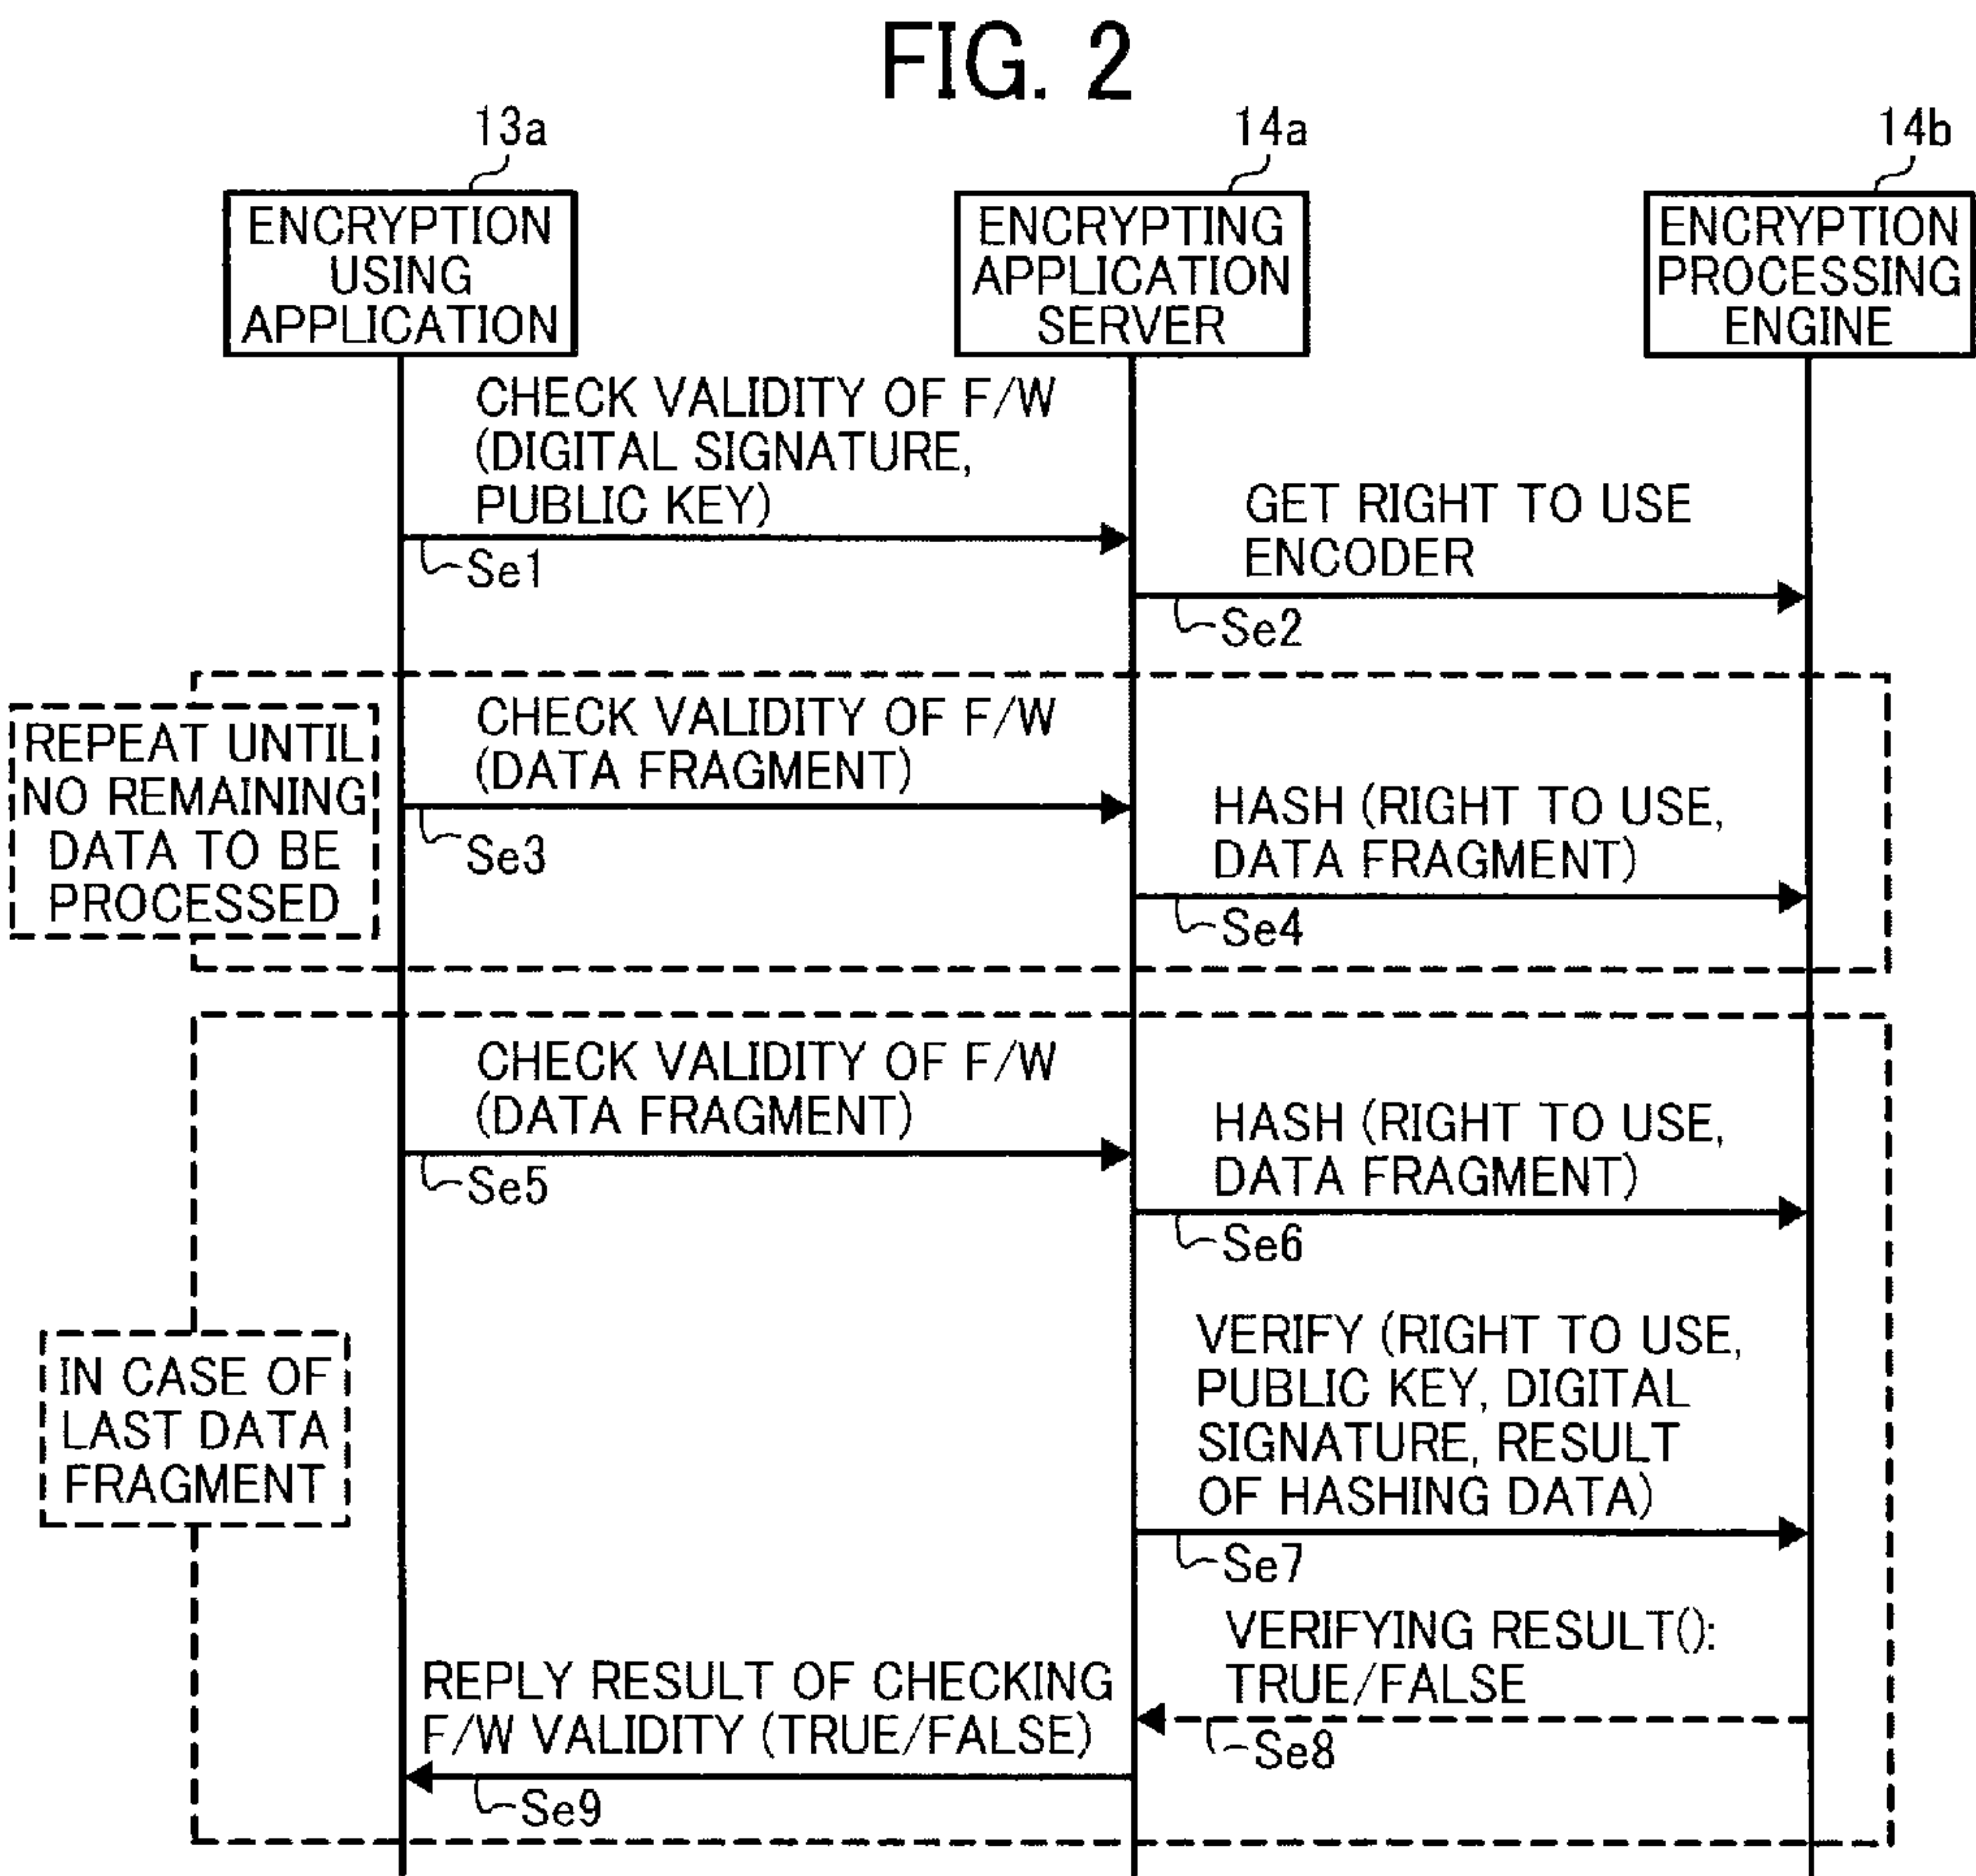 FIG. 2
13a
14a
14b
ENCRYPTION
USING
APPLICATION
ENCRYPTING
APPLICATION
SERVER
ENCRYPTION
PROCESSING
ENGINE
CHECK VALIDITY OF F/W
(DIGITAL SIGNATURE,
PUBLIC KEY)
Se1
GET RIGHT TO USE
ENCODER
Se2
REPEAT UNTIL
NO REMAINING
DATA TO BE
PROCESSED
CHECK VALIDITY OF F/W
(DATA FRAGMENT)
Se3
HASH (RIGHT TO USE,
DATA FRAGMENT)
Se4
CHECK VALIDITY OF F/W
(DATA FRAGMENT)
Se5
HASH (RIGHT TO USE,
DATA FRAGMENT)
Se6
IN CASE OF
LAST DATA
FRAGMENT
VERIFY (RIGHT TO USE,
PUBLIC KEY, DIGITAL
SIGNATURE, RESULT
OF HASHING DATA)
Se7
VERIFYING RESULT():
TRUE/FALSE
Se8
REPLY RESULT OF CHECKING
F/W VALIDITY (TRUE/FALSE)
Se9